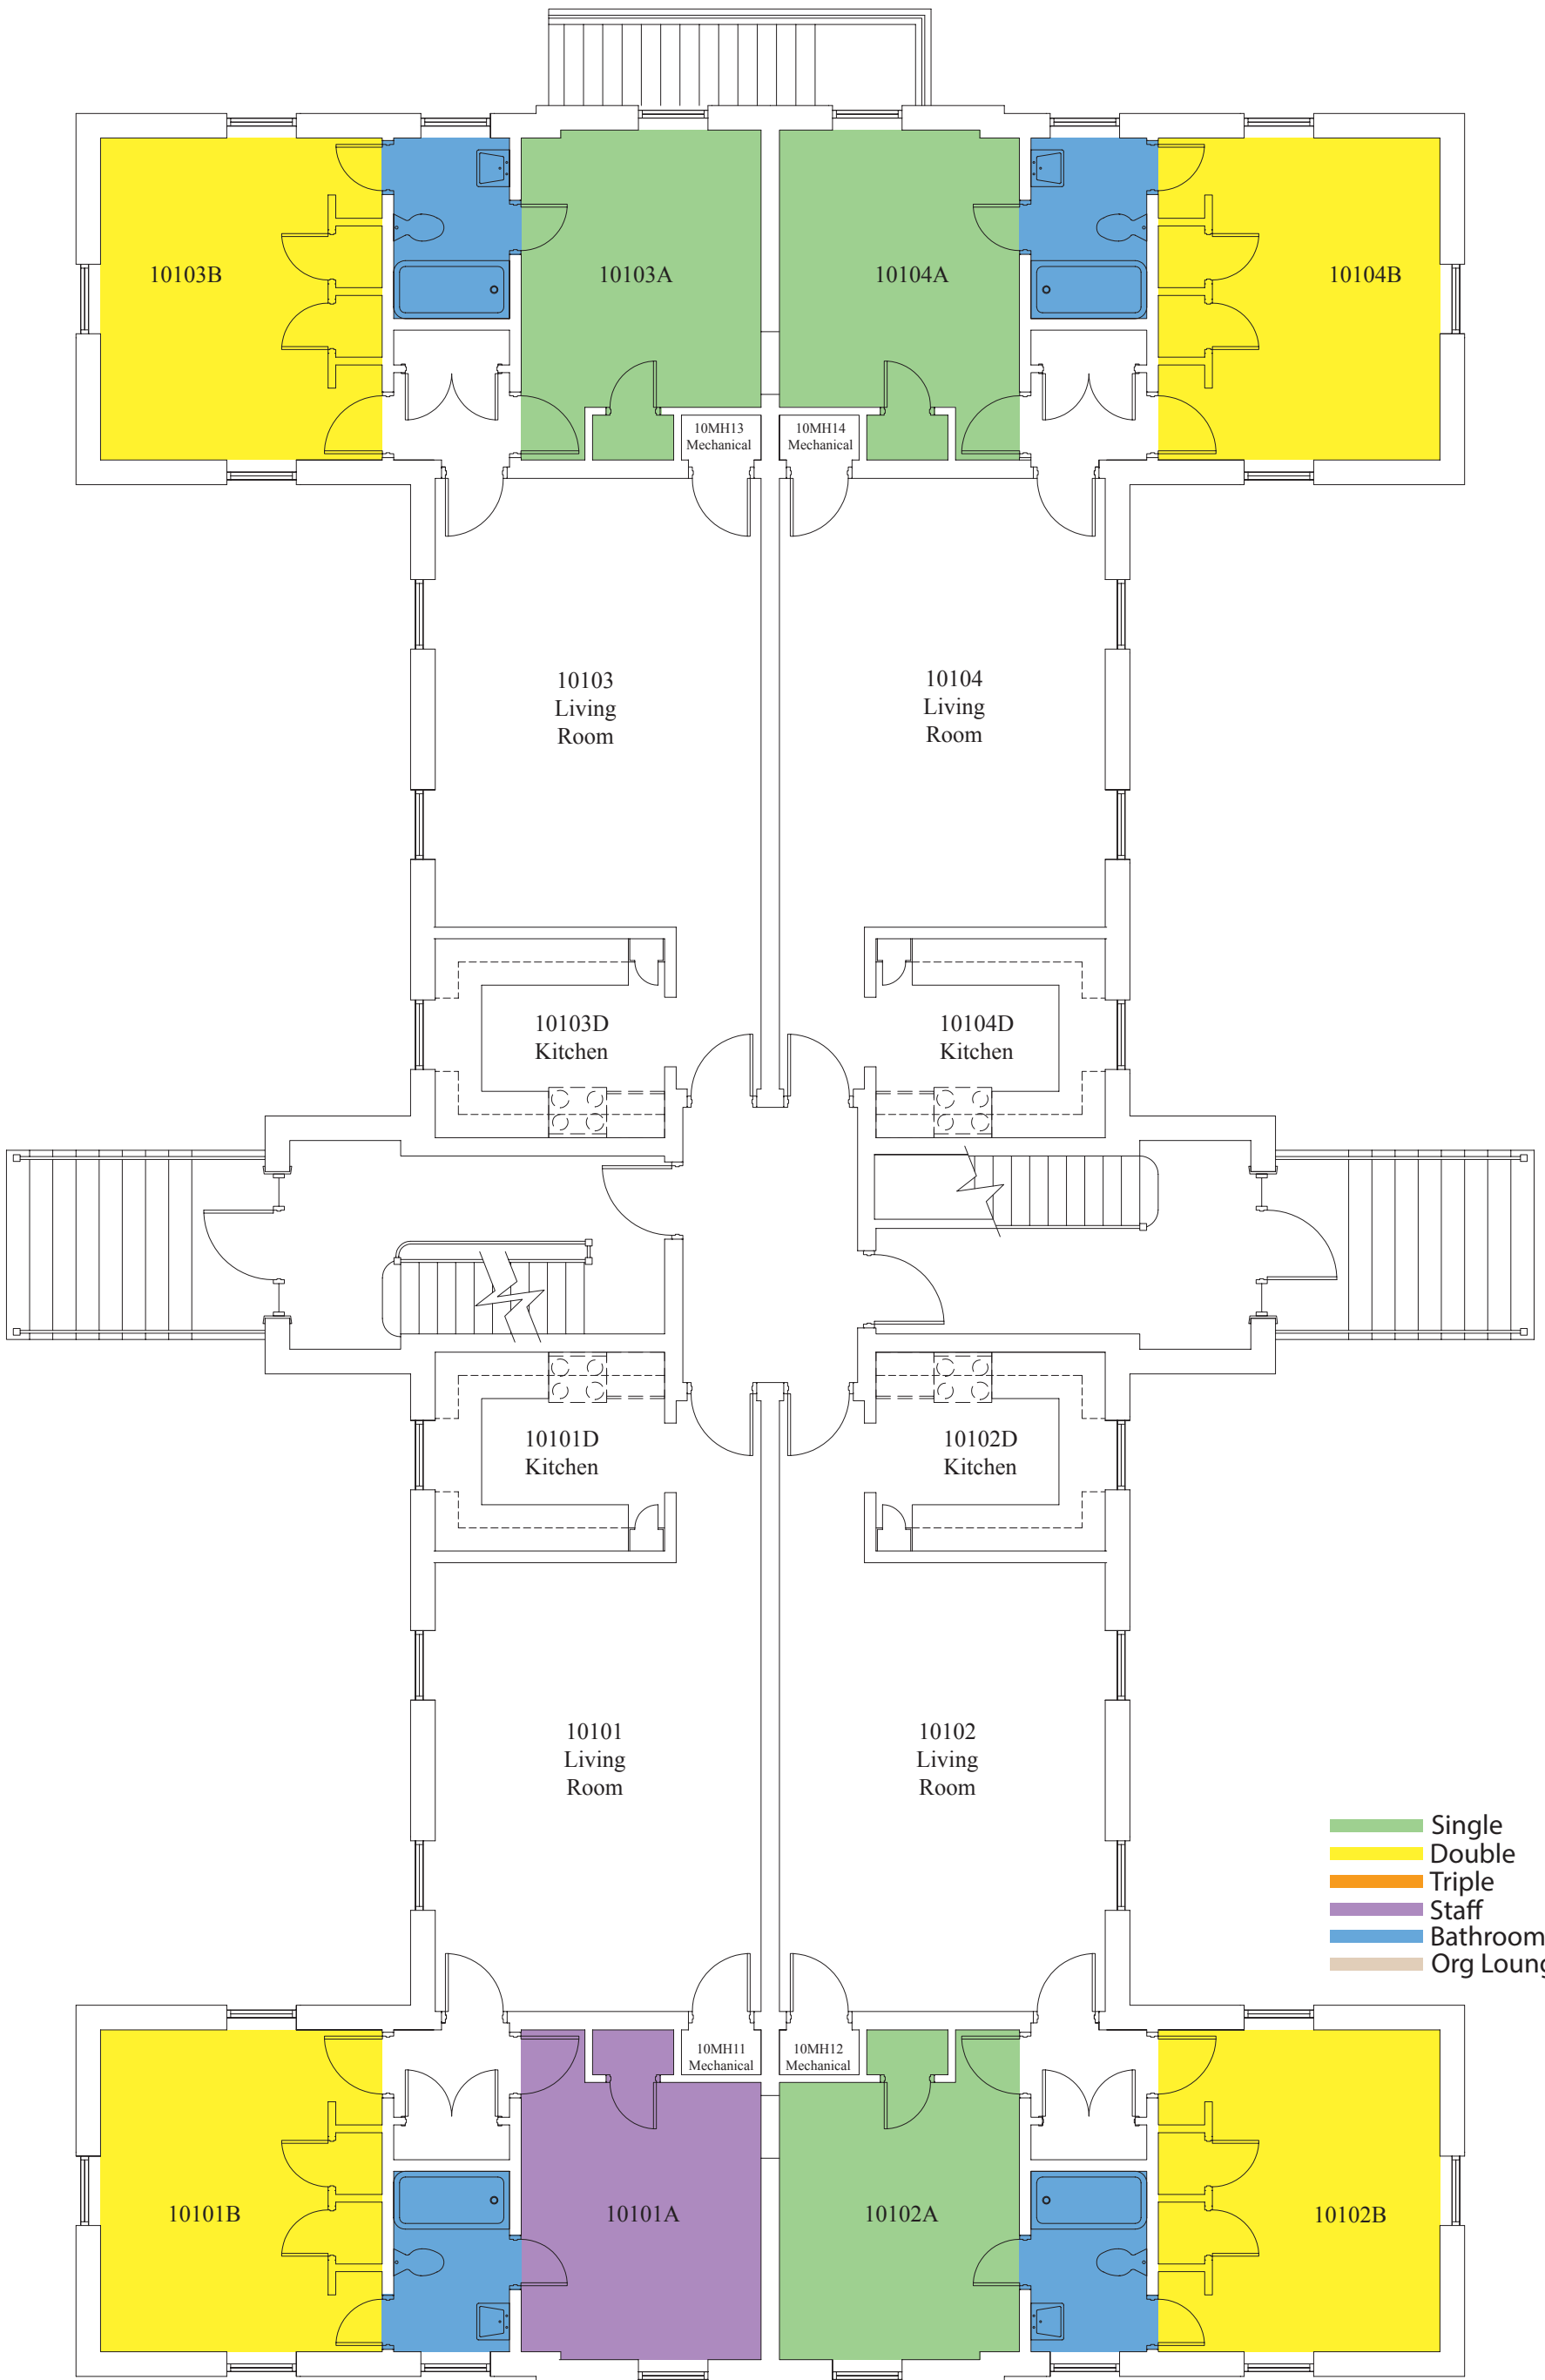 10103B
10103A
10104A
10104B
10MH13
Mechanical
10MH14
Mechanical
10103
Living
Room
10104
Living
Room
10103D
Kitchen
10104D
Kitchen
10101D
Kitchen
10102D
Kitchen
10101
Living
Room
10102
Living
Room
Single
Double
Triple
Staff
Bathroom
Org Loung
10MH11
Mechanical
10MH12
Mechanical
10101B
10101A
10102A
10102B